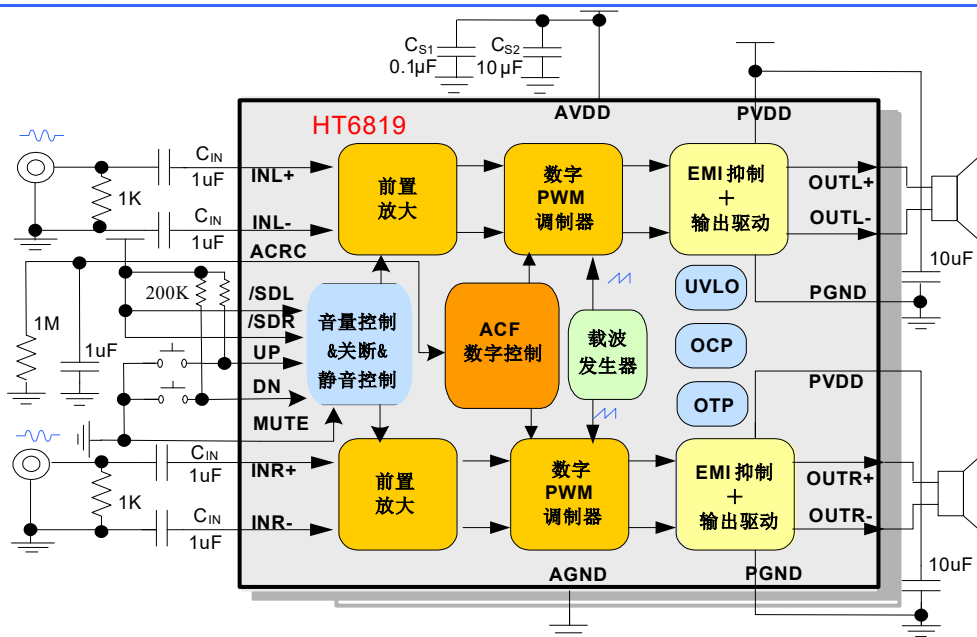 CS1
0.1µF
CS2
10µF
AVDD
PVDD
HT6819
CIN
1uF
INL+
1K
CIN
1uF
INL-
ACRC
前置
放大
数字
PWM
调制器
EMI 抑制
+
输出驱动
OUTL+
OUTL-
10uF
PGND
200K
/SDL
/SDR
1M
1uF
UP
DN
MUTE
音量控制
&关断&
静音控制
ACF
数字控制
载波
发生器
UVLO
OCP
OTP
PVDD
CIN
1uF
INR+
1K
CIN
1uF
INR-
前置
放大
数字
PWM
调制器
EMI 抑制
+
输出驱动
OUTR+
OUTR-
10uF
AGND
PGND